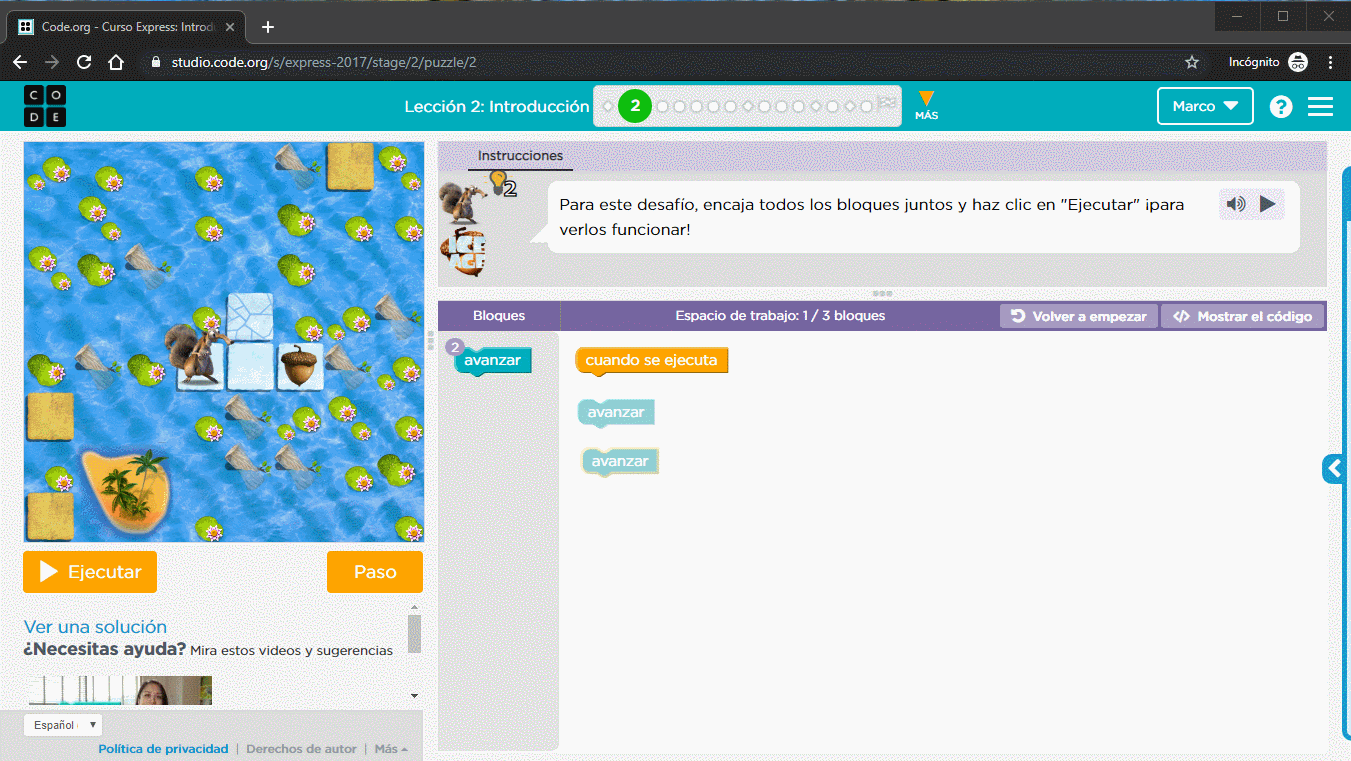 Code.org - Curso Express: Introdu
studio.code.org/s/express-2017/stage/2/puzzle/2
Incógnito
C O
D E
Lección 2: Introducción
2
MÁS
Marco
?
Instrucciones
2
ICE
AGE
Para este desafío, encaja todos los bloques juntos y haz clic en "Ejecutar" ¡para
verlos funcionar!
Bloques
Espacio de trabajo: 1 / 3 bloques
Volver a empezar
Mostrar el código
2
avanzar
cuando se ejecuta
avanzar
avanzar
Ejecutar
Paso
Ver una solución
¿Necesitas ayuda? Mira estos videos y sugerencias
Español
Política de privacidad | Derechos de autor | Más